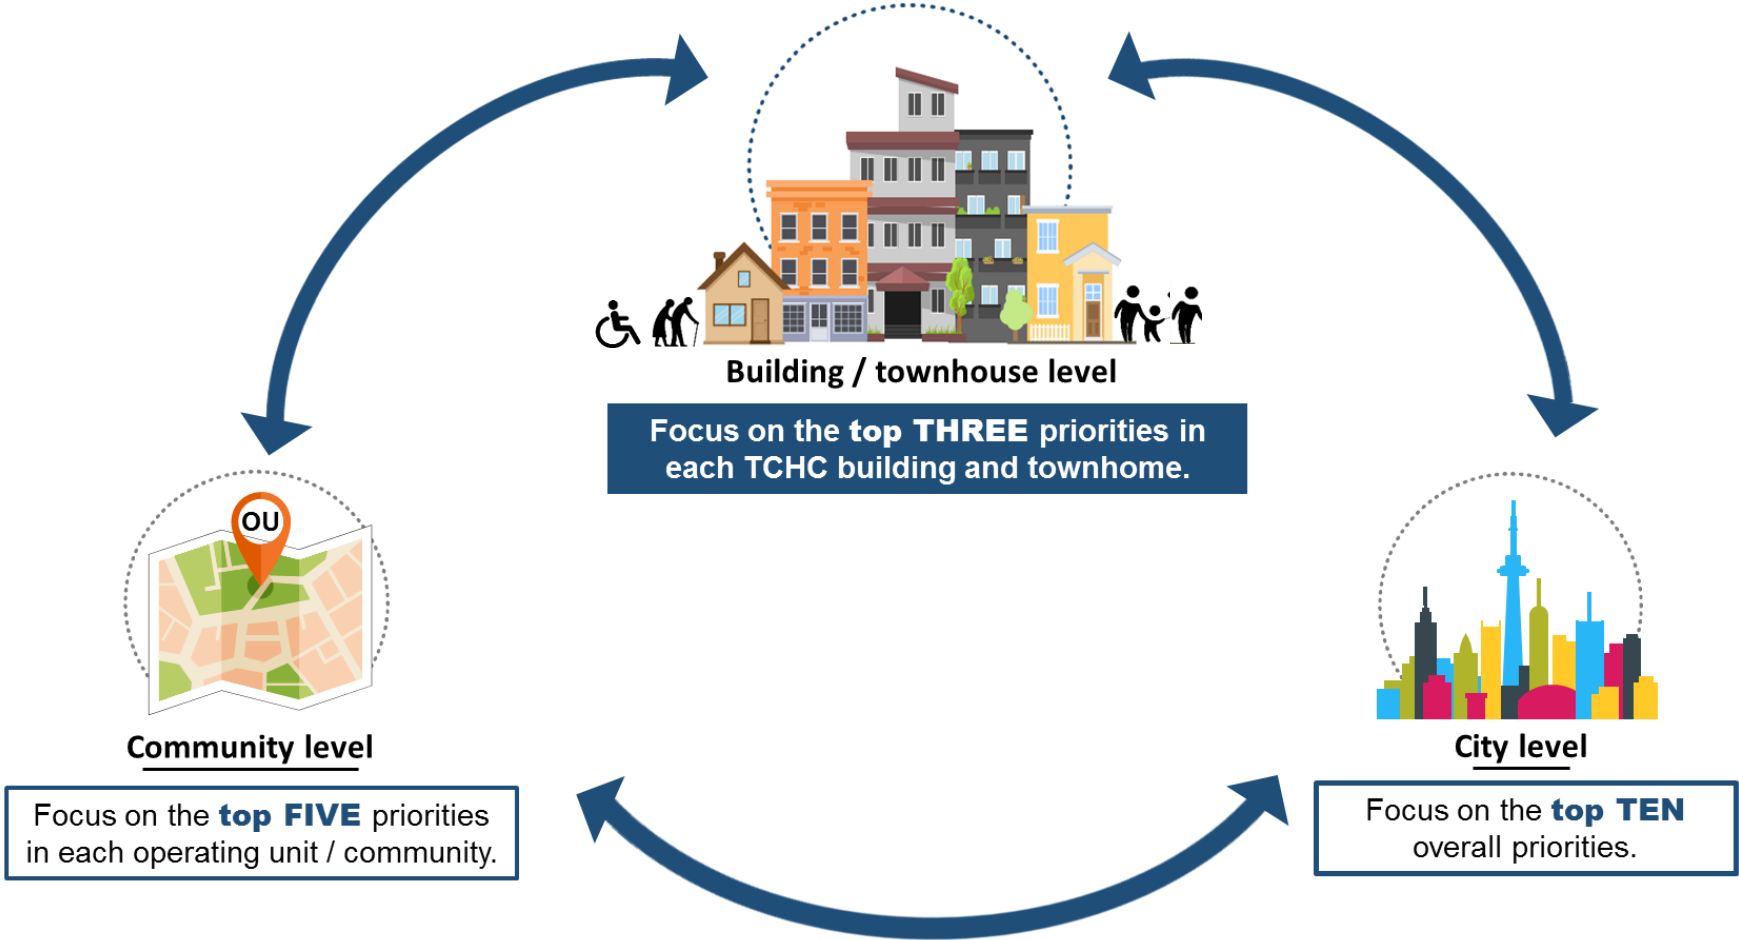 Building / townhouse level
Focus on the top THREE priorities in
each TCHC building and townhome.
OU
Community level
Focus on the top FIVE priorities
in each operating unit / community.
City level
Focus on the top TEN
overall priorities.